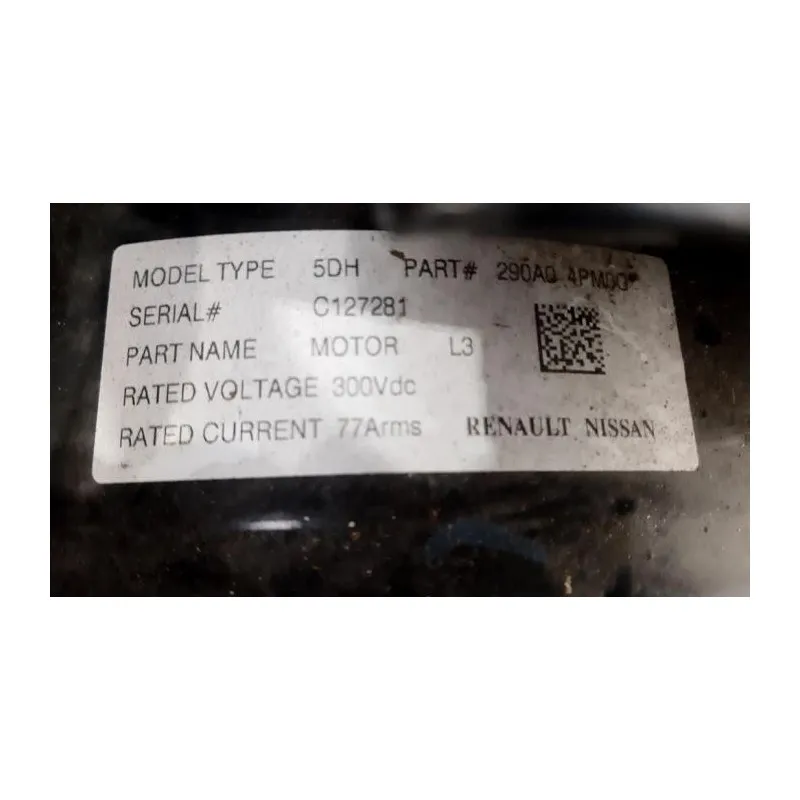 MODEL TYPE 5DH PART# 290A0 4PM00
SERIAL# C127281
PART NAME MOTOR L3
RATED VOLTAGE 300Vdc
RATED CURRENT 77Arms RENAULT NISSAN